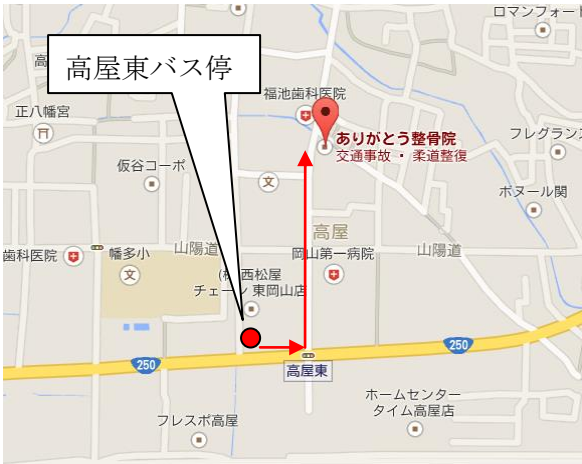 ロマンフォート
高
高屋東バス停
福池歯科医院
正八幡宮
ありがとう整骨院
交通事故 ・ 柔道整復
フレグランス
仮谷コーポ
文
ボヌール関
高屋
歯科医院
幡多小
山陽道
岡山第一病院
山陽道
文
(株)西松屋
チェーン 東岡山店
250
250
高屋東
ホームセンター
タイム高屋店
フレスポ高屋